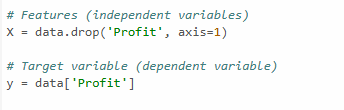 # Features (independent variables)
X = data.drop('Profit', axis=1)
# Target variable (dependent variable)
y = data['Profit']